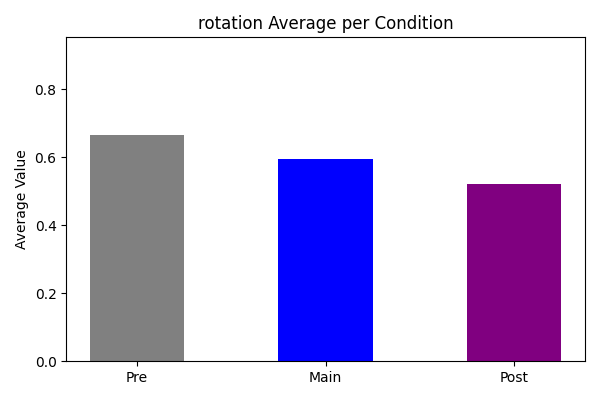 rotation Average per Condition
Average Value
0.8
0.6
0.4
0.2
0.0
Pre
Main
Post